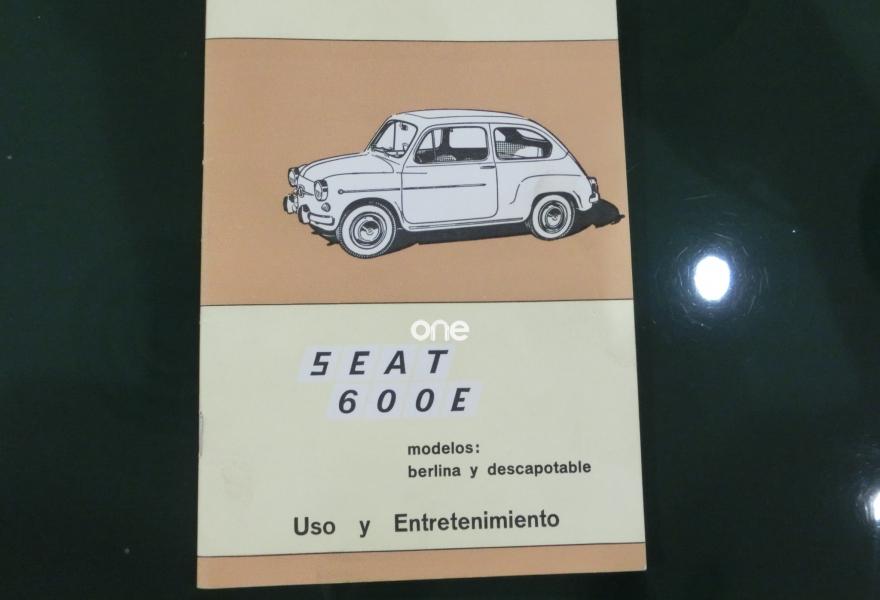 one
SEAT
600E
modelos:
berlina y descapotable
Uso y Entretenimiento